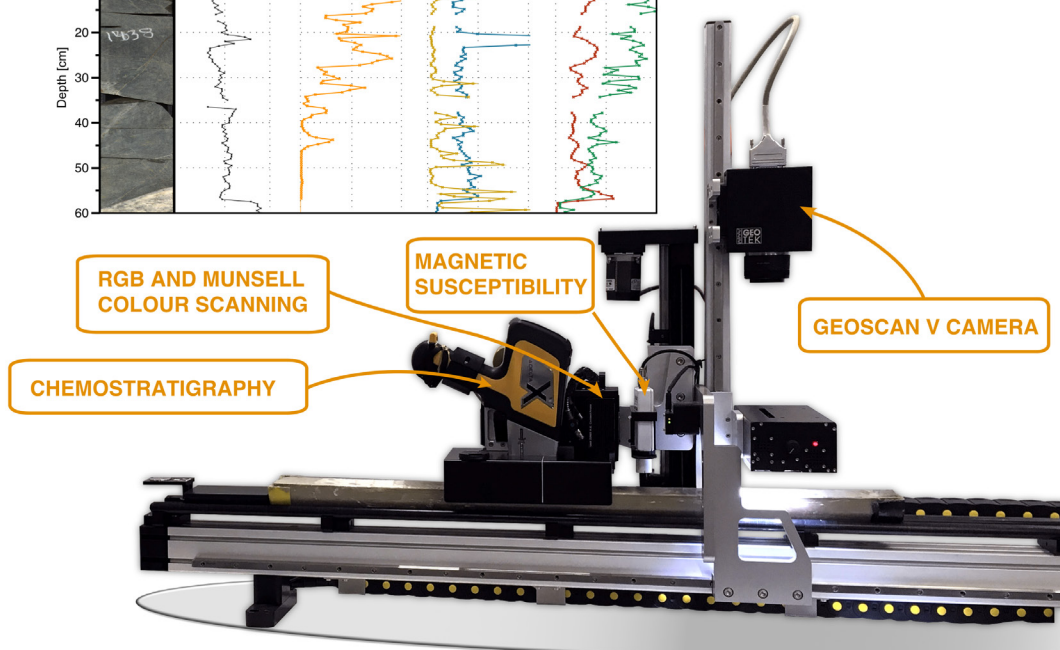 Depth [cm]
20
30
40
50
60
RGB AND MUNSELL
COLOUR SCANNING
MAGNETIC
SUSCEPTIBILITY
GEOSCAN V CAMERA
CHEMOSTRATIGRAPHY
GEO
TEK
X